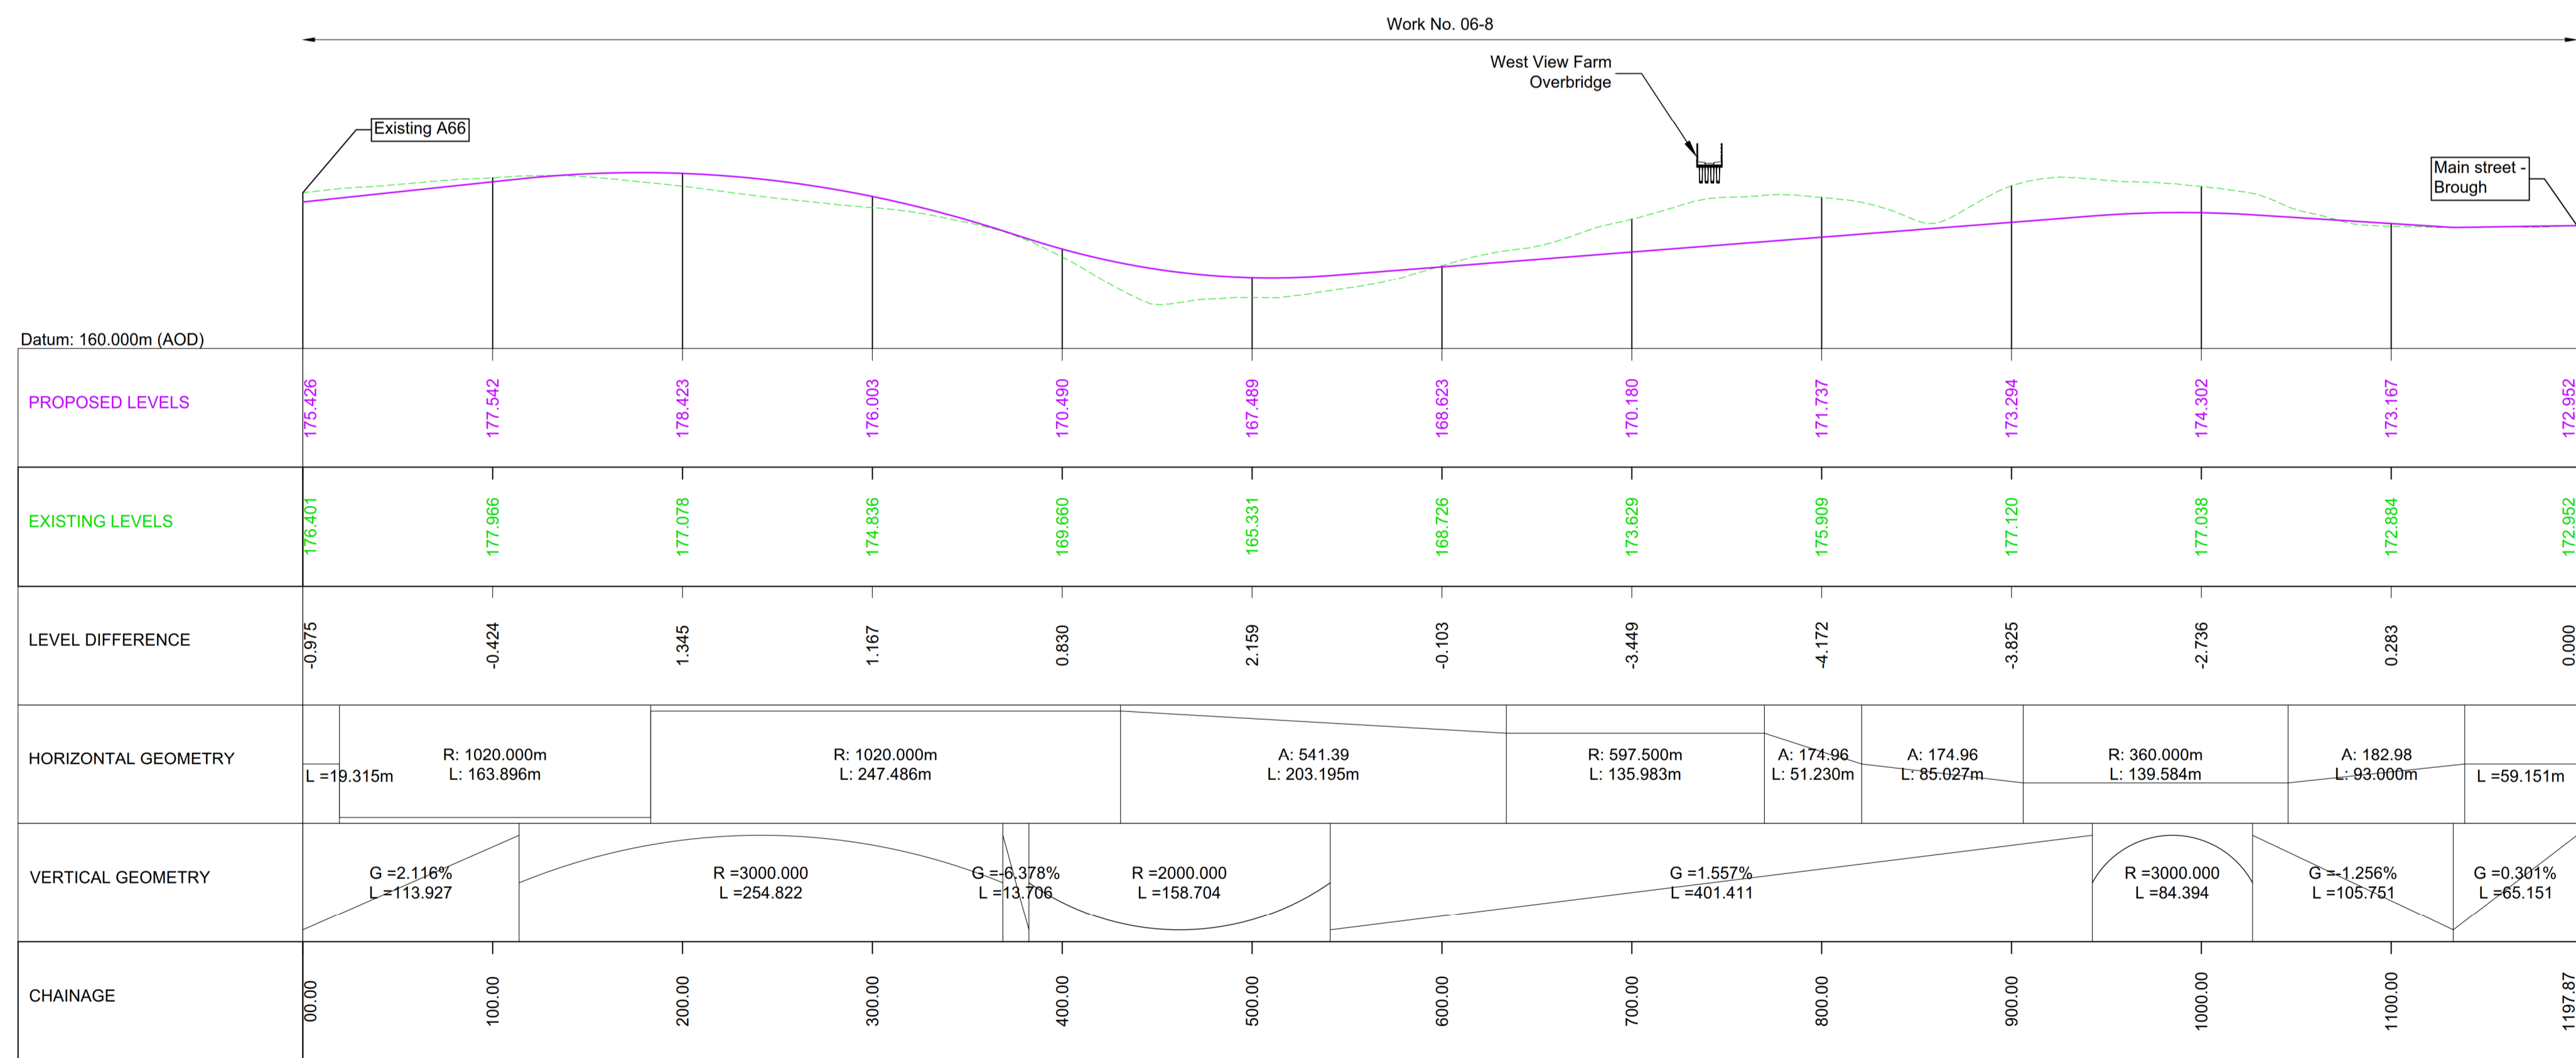 Work No. 06-8
West View Farm
Overbridge
Existing A66
Main street -
Brough
Datum: 160.000m (AOD)
PROPOSED LEVELS
175.426
177.542
178.423
176.003
170.490
167.489
168.623
170.180
171.737
173.294
174.302
173.167
172.952
EXISTING LEVELS
176.401
177.966
177.078
174.836
169.660
165.331
168.726
173.629
175.909
177.120
177.038
172.884
172.952
LEVEL DIFFERENCE
-0.975
-0.424
1.345
1.167
0.830
2.159
-0.103
-3.449
-4.172
-3.825
-2.736
0.283
0.000
HORIZONTAL GEOMETRY
L =19.315m
R: 1020.000m
L: 163.896m
R: 1020.000m
L: 247.486m
A: 541.39
L: 203.195m
R: 597.500m
L: 135.983m
A: 174.96
L: 51.230m
A: 174.96
L: 85.027m
R: 360.000m
L: 139.584m
A: 182.98
L: 93.000m
L =59.151m
VERTICAL GEOMETRY
G =2.116%
L =113.927
R =3000.000
L =254.822
G =-6.378%
L =13.706
R =2000.000
L =158.704
G =1.557%
L =401.411
R =3000.000
L =84.394
G =-1.256%
L =105.751
G =0.301%
L =65.151
CHAINAGE
000.00
100.00
200.00
300.00
400.00
500.00
600.00
700.00
800.00
900.00
1000.00
1100.00
1197.87